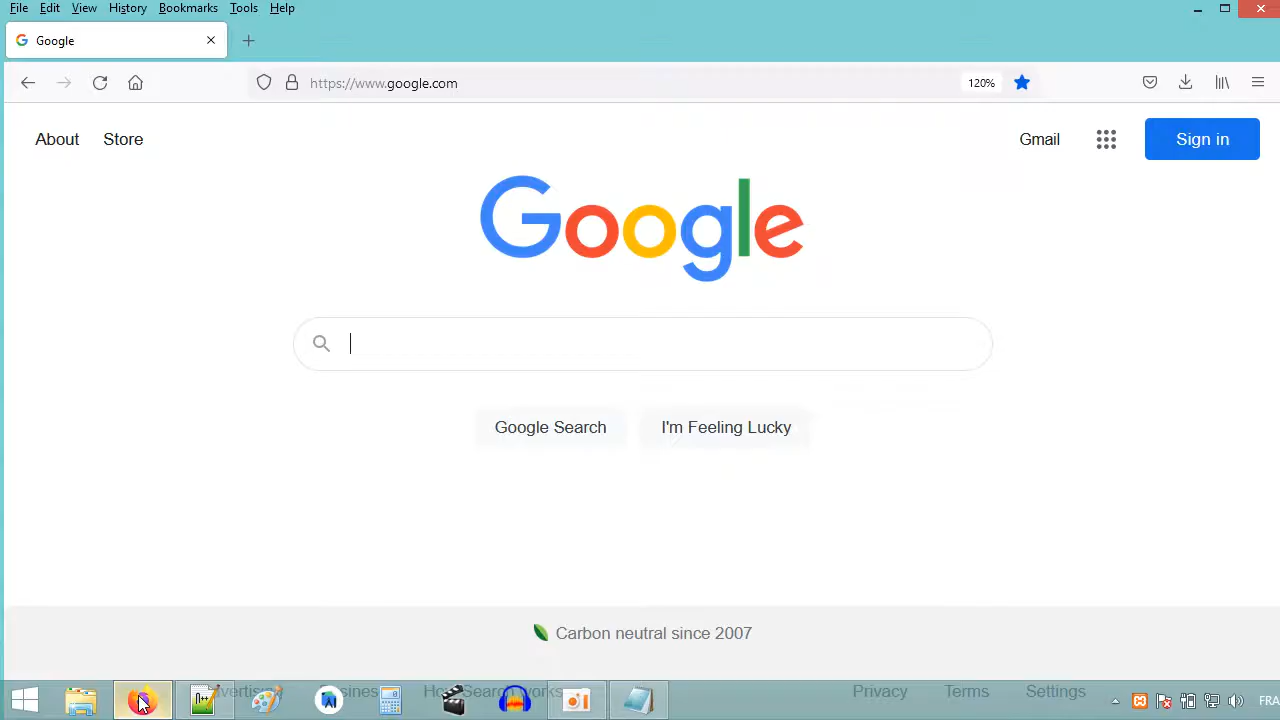 File Edit View History Bookmarks Tools Help
Google
https://www.google.com 120%
About Store Gmail Sign in
Google
Google Search I'm Feeling Lucky
Carbon neutral since 2007
Privacy Terms Settings
FRA